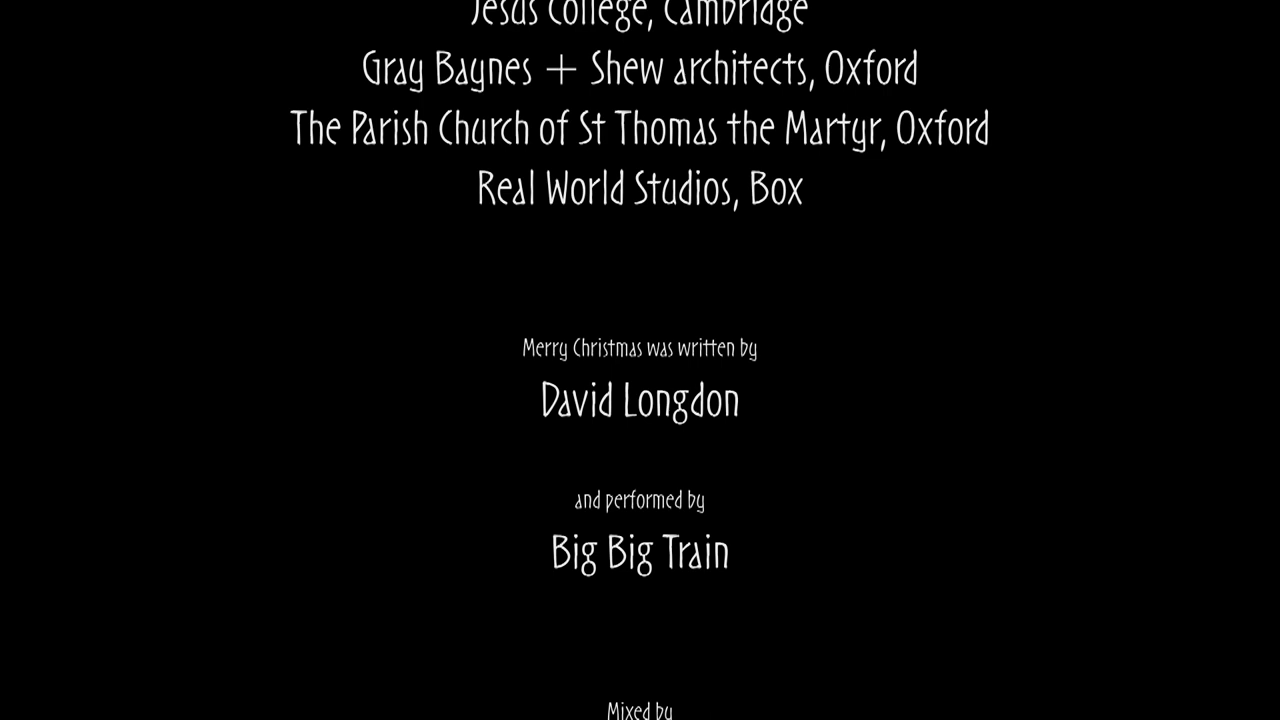 Jesus College, Cambridge
Gray Baynes + Shew architects, Oxford
The Parish Church of St Thomas the Martyr, Oxford
Real World Studios, Box
Merry Christmas was written by
David Longdon
and performed by
Big Big Train
Mixed by